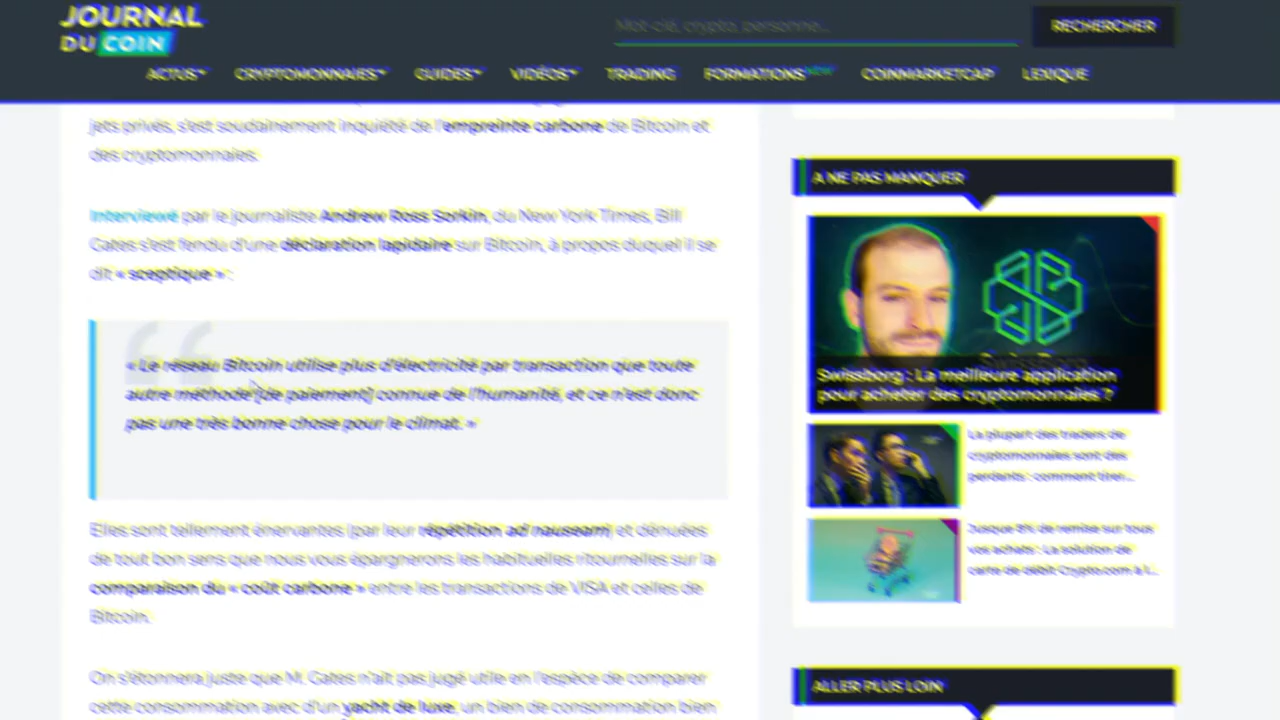 JOURNAL
DU COIN
Mot-clé, crypto, personne...
RECHERCHER
ACTUS
CRYPTOMONNAIES
GUIDES
VIDÉOS
TRADING
FORMATIONS NEW
COINMARKETCAP
LEXIQUE
jets privés, s'est soudainement inquiété de l'empreinte carbone de Bitcoin et
des cryptomonnaies.
Interviewé par le journaliste Andrew Ross Sorkin, du New York Times, Bill
Gates s'est fendu d'une déclaration lapidaire sur Bitcoin, à propos duquel il se
dit « sceptique » :
« Le réseau Bitcoin utilise plus d'électricité par transaction que toute
autre méthode [de paiement] connue de l'humanité, et ce n'est donc
pas une très bonne chose pour le climat. »
Elles sont tellement énervantes (par leur répétition ad nauseam) et dénuées
de tout bon sens que nous vous épargnerons les habituelles ritournelles sur la
comparaison du « coût carbone » entre les transactions de VISA et celles de
Bitcoin.
On s'étonnera juste que M. Gates n'ait pas jugé utile en l'espèce de comparer
cette consommation avec d'un yacht de luxe, un bien de consommation bien
A NE PAS MANQUER
Swissborg : La meilleure application
pour acheter des cryptomonnaies ?
La plupart des traders de
cryptomonnaies sont des
perdants : comment tirer...
Jusque 8% de remise sur tous
vos achats : La solution de
carte de débit Crypto.com à l...
ALLER PLUS LOIN